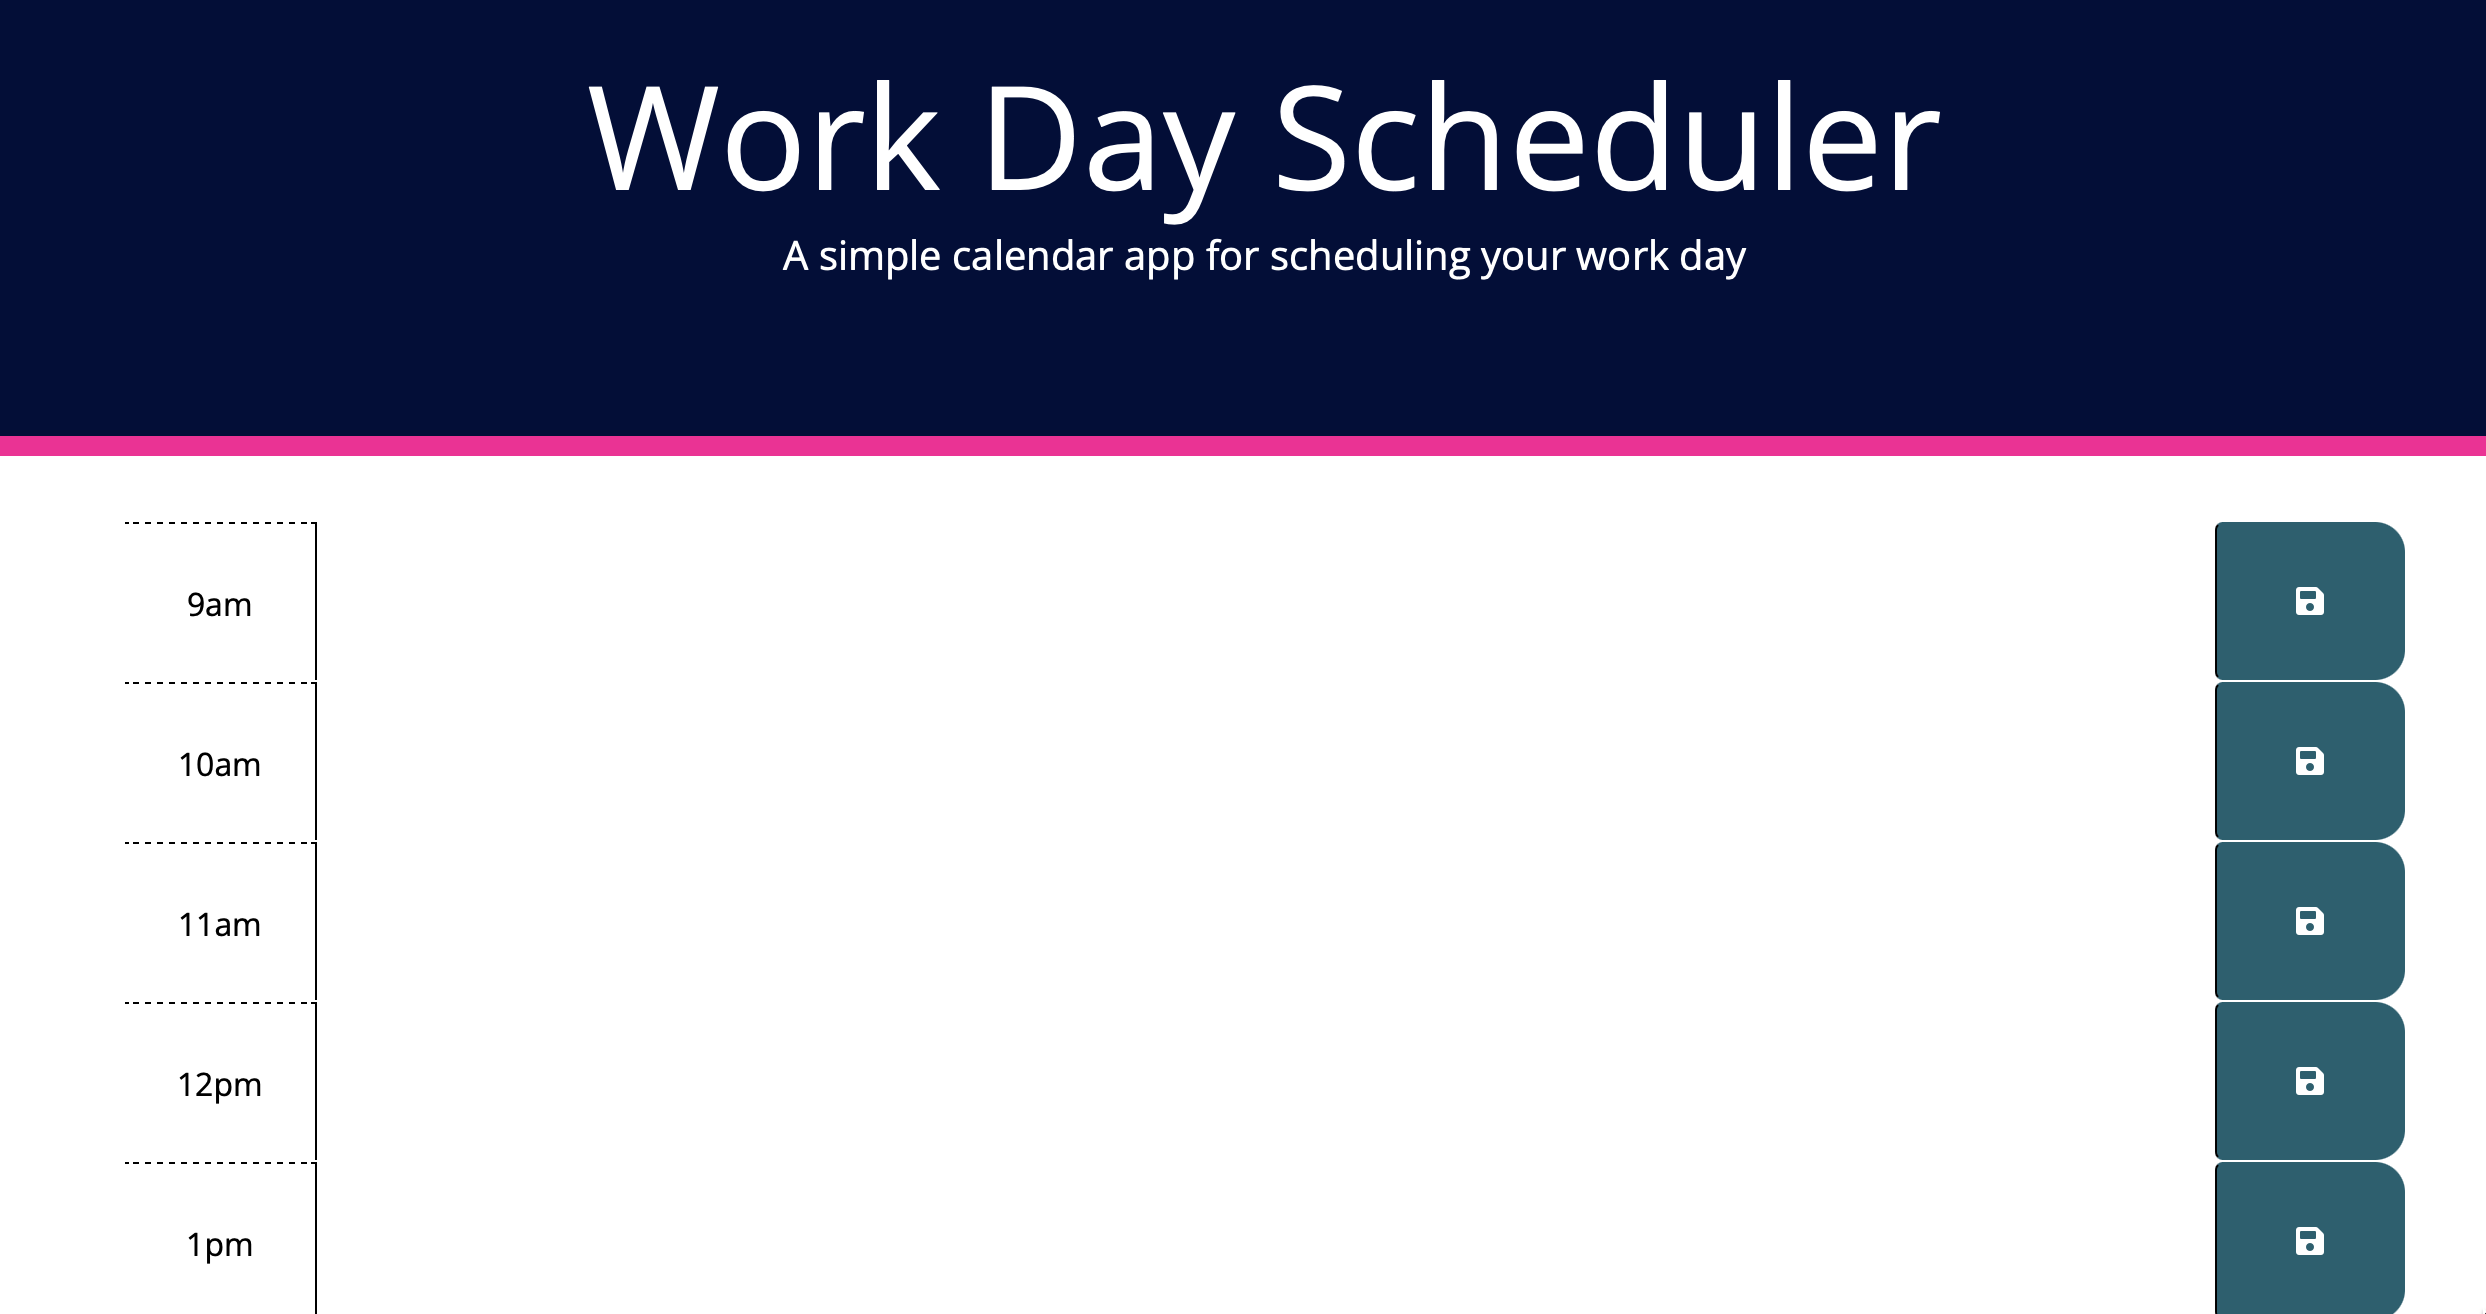 Work Day Scheduler
A simple calendar app for scheduling your work day
9am
10am
11am
12pm
1pm